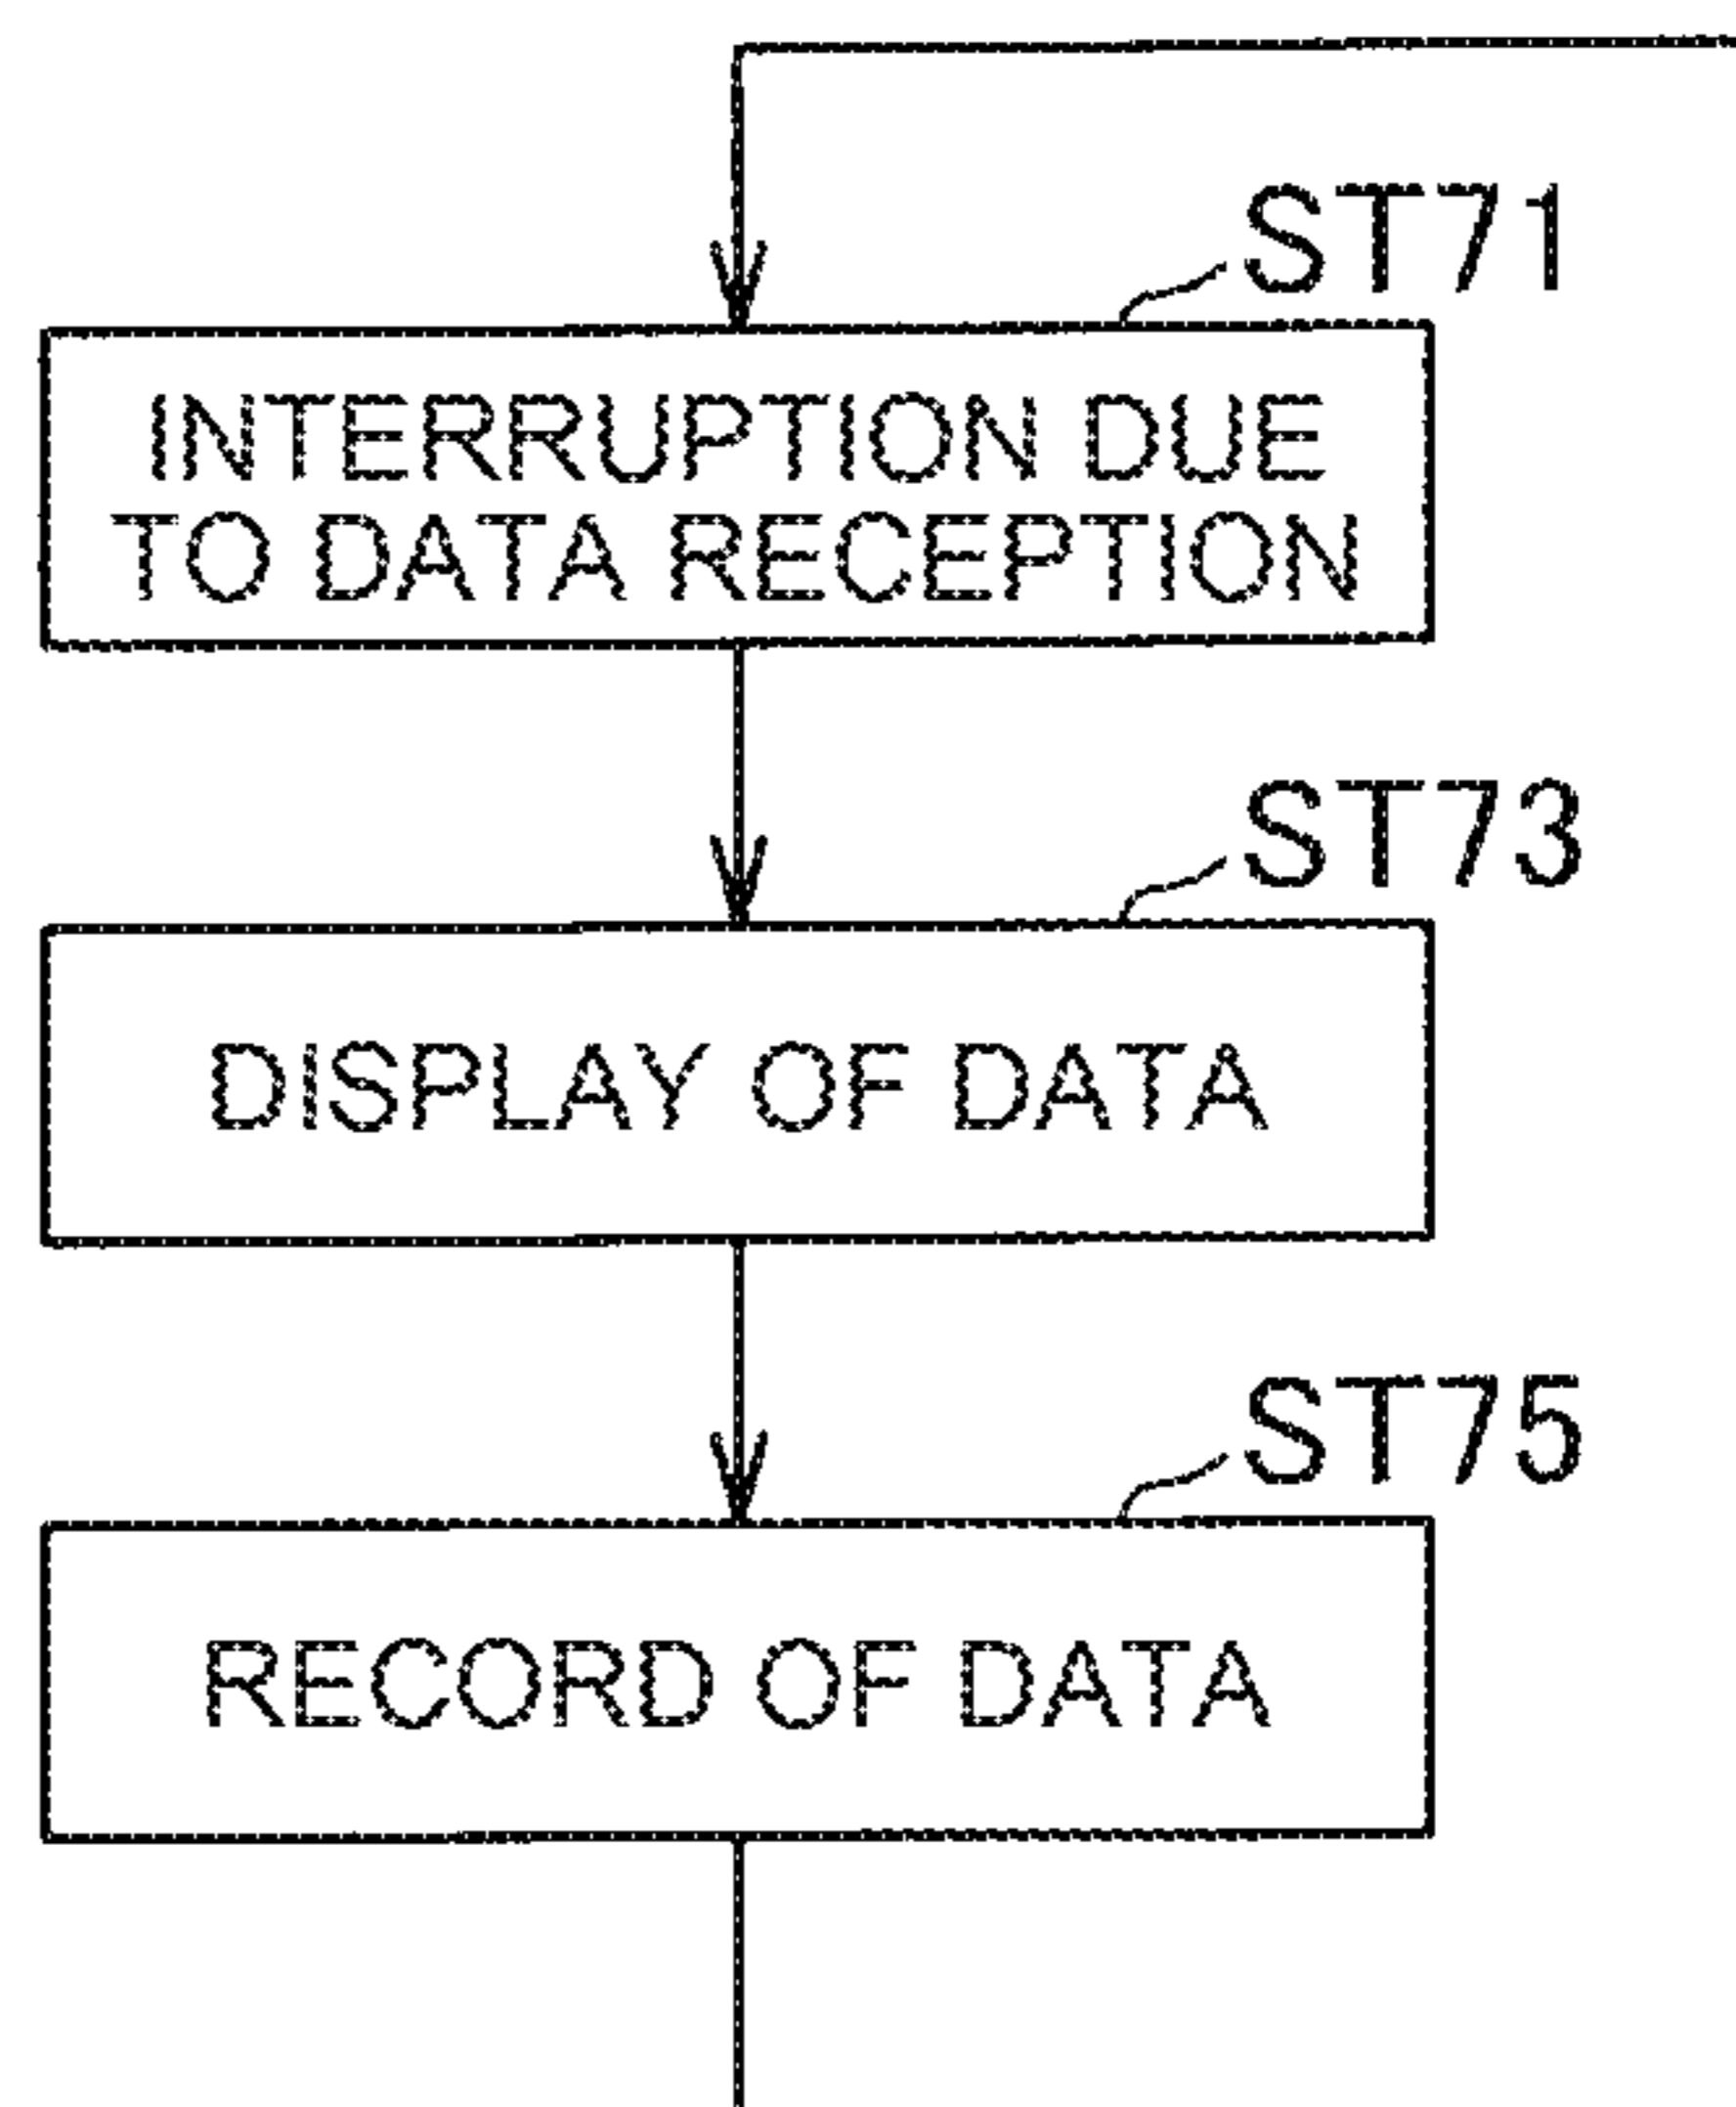 ST71
INTERRUPTION DUE
TO DATA RECEPTION
ST73
DISPLAY OF DATA
ST75
RECORD OF DATA